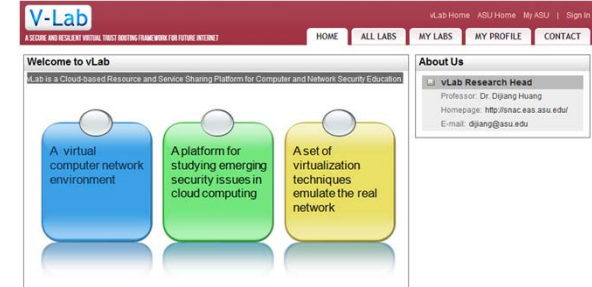 V-Lab
vLab Home ASU Home My ASU | Sign In
A SECURE AND RESILIENT VIRTUAL TRUST ROUTING FRAMEWORK FOR FUTURE INTERNET
HOME ALL LABS MY LABS MY PROFILE CONTACT
Welcome to vLab
vLab is a Cloud-based Resource and Service Sharing Platform for Computer and Network Security Education.
A virtual
computer network
environment
A platform for
studying emerging
security issues in
cloud computing
A set of
virtualization
techniques
emulate the real
network
About Us
vLab Research Head
Professor: Dr. Dijiang Huang
Homepage: http://snac.eas.asu.edu/
E-mail: dijiang@asu.edu